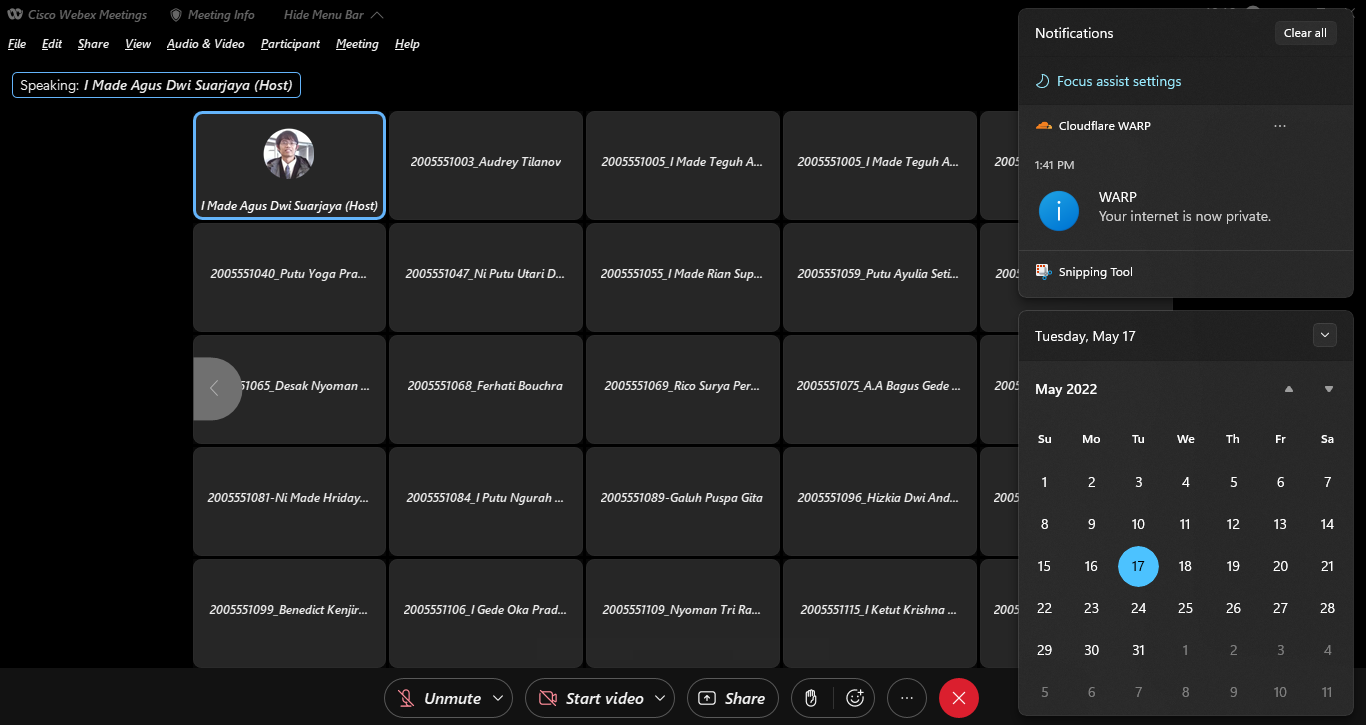 Cisco Webex Meetings
Meeting Info
Hide Menu Bar
File Edit Share View Audio & Video Participant Meeting Help
Speaking: I Made Agus Dwi Suarjaya (Host)
I Made Agus Dwi Suarjaya (Host)
2005551003_Audrey Tilanov
2005551005_I Made Teguh A...
2005551005_I Made Teguh A...
2005551040_Putu Yoga Pra...
2005551047_Ni Putu Utari D...
2005551055_I Made Rian Sup...
2005551059_Putu Ayulia Seti...
51065_Desak Nyoman ...
2005551068_Ferhati Bouchra
2005551069_Rico Surya Per...
2005551075_A.A Bagus Gede ...
2005551081-Ni Made Hriday...
2005551084_I Putu Ngurah ...
2005551089-Galuh Puspa Gita
2005551096_Hizkia Dwi And...
2005551099_Benedict Kenjir...
2005551106_I Gede Oka Prad...
2005551109_Nyoman Tri Ra...
2005551115_I Ketut Krishna ...
Unmute
Start video
Share
Notifications
Clear all
Focus assist settings
Cloudflare WARP
1:41 PM
WARP
Your internet is now private.
Snipping Tool
Tuesday, May 17
May 2022
Su Mo Tu We Th Fr Sa
1 2 3 4 5 6 7
8 9 10 11 12 13 14
15 16 17 18 19 20 21
22 23 24 25 26 27 28
29 30 31 1 2 3 4
5 6 7 8 9 10 11